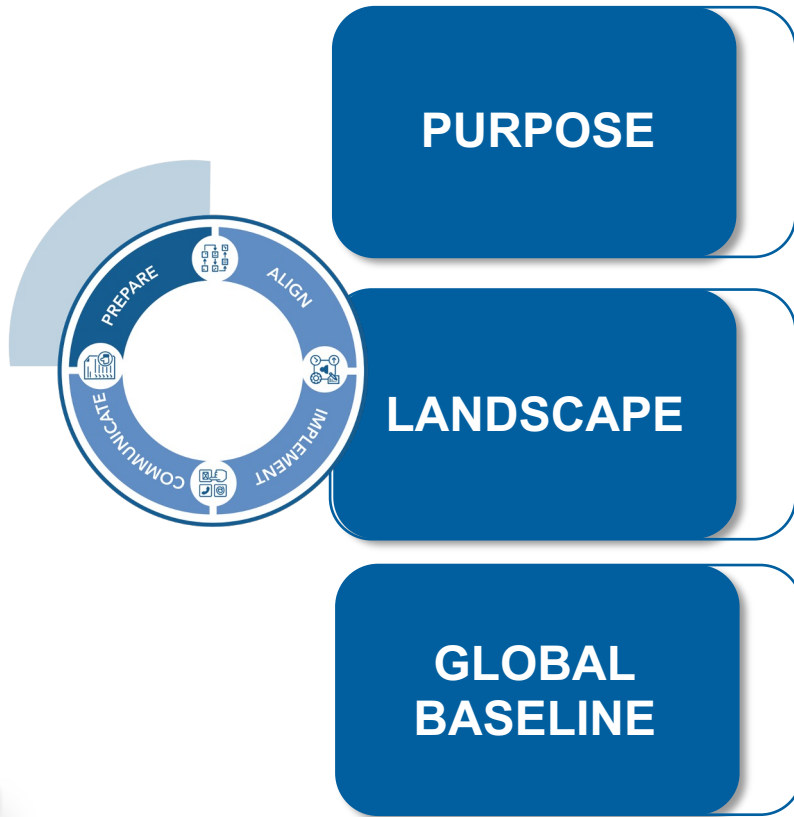 PURPOSE
PREPARE
ALIGN
LANDSCAPE
IMPLEMENT
COMMUNICATE
GLOBAL
BASELINE